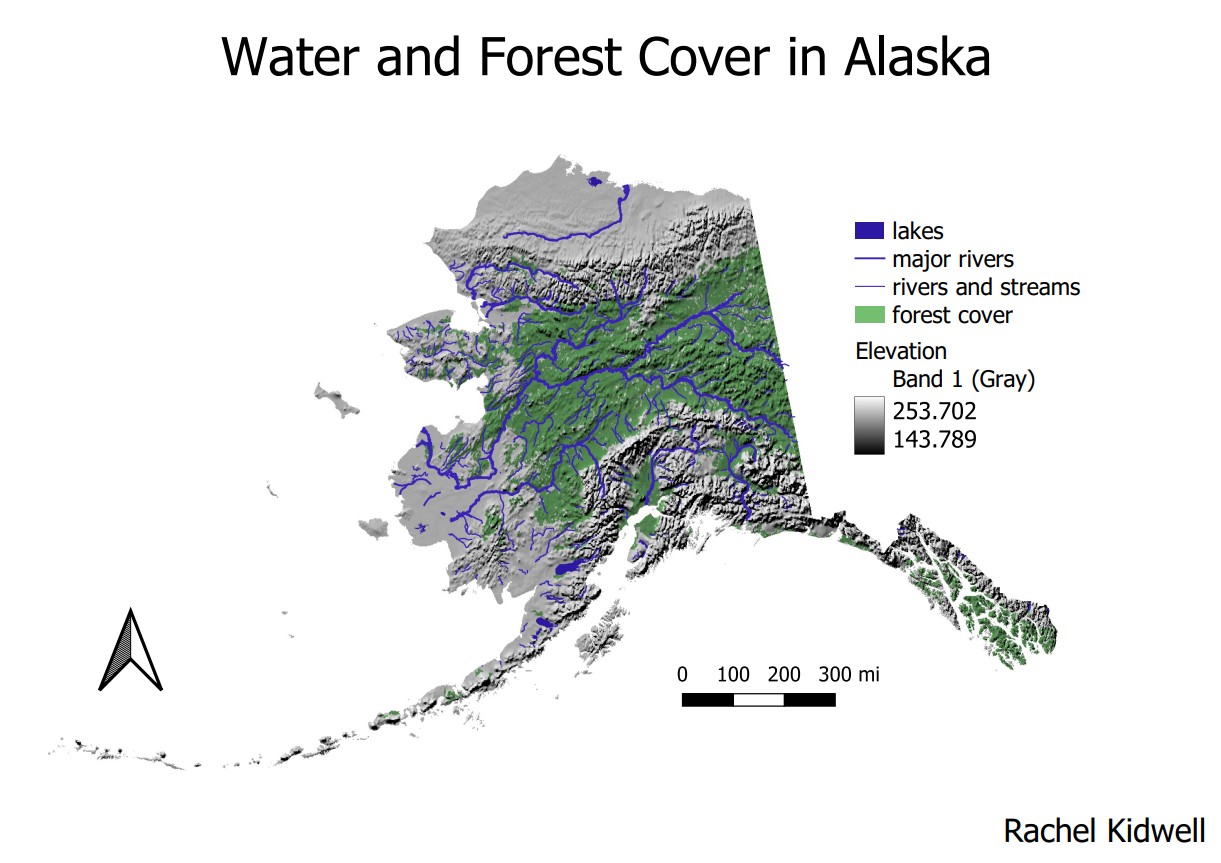 Water and Forest Cover in Alaska
lakes
major rivers
rivers and streams
forest cover
Elevation
Band 1 (Gray)
253.702
143.789
0 100 200 300 mi
Rachel Kidwell